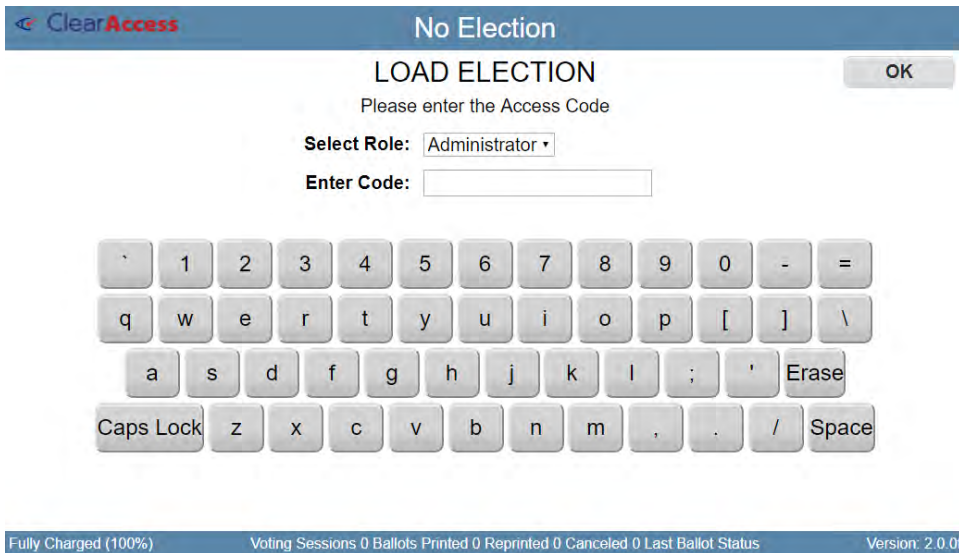 ClearAccess
No Election
LOAD ELECTION
OK
Please enter the Access Code
Select Role: Administrator
Enter Code:
` 1 2 3 4 5 6 7 8 9 0 - =
q w e r t y u i o p [ ] \
a s d f g h j k l ; ' Erase
Caps Lock z x c v b n m , . / Space
Fully Charged (100%) Voting Sessions 0 Ballots Printed 0 Reprinted 0 Canceled 0 Last Ballot Status Version: 2.0.0